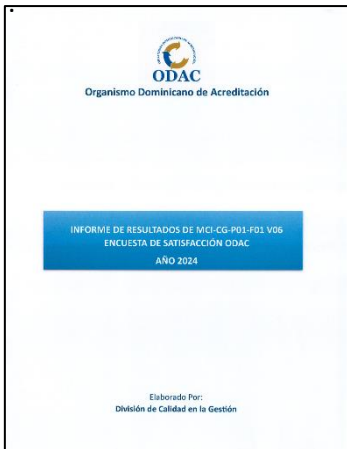 ODAC
Organismo Dominicano de Acreditación
INFORME DE RESULTADOS DE MCI-CG-P01-F01 V06
ENCUESTA DE SATISFACCIÓN ODAC
AÑO 2024
Elaborado Por:
División de Calidad en la Gestión